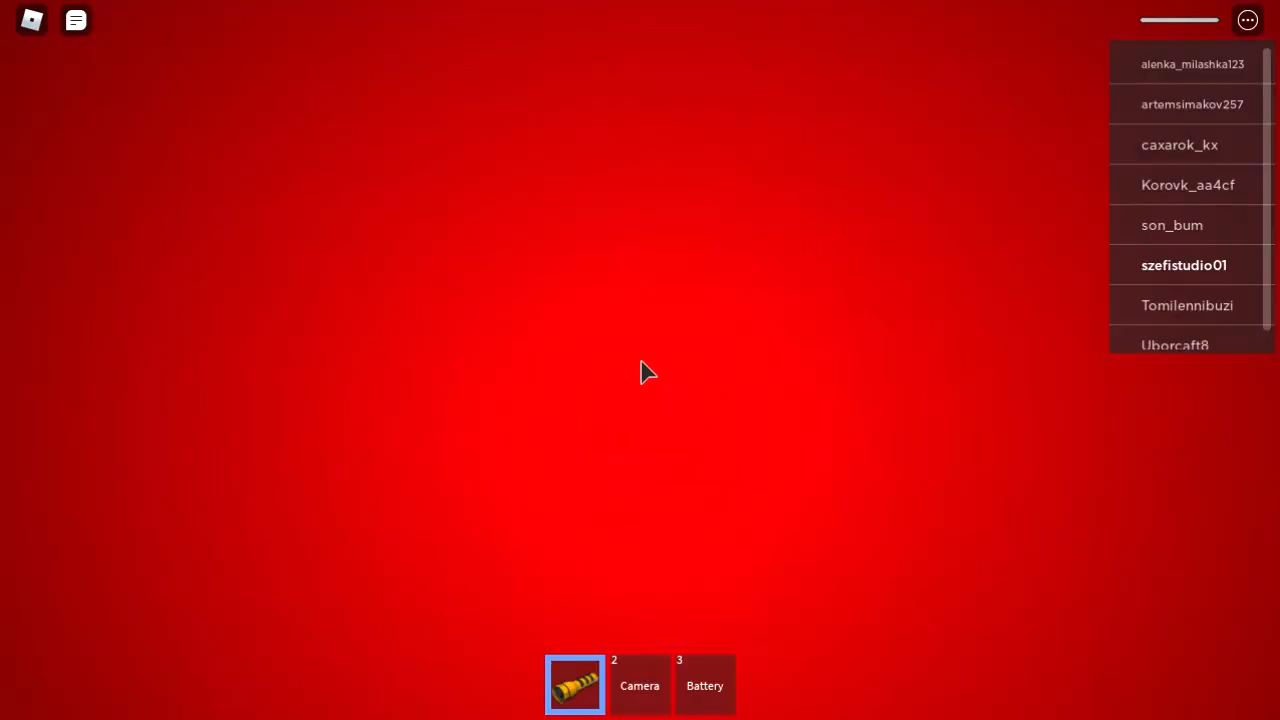 alenka_milashka123
artemsimakov257
caxarok_kx
Korovk_aa4cf
son_bum
szefistudio01
Tomilennibuzi
Uborcaft8
2
Camera
3
Battery